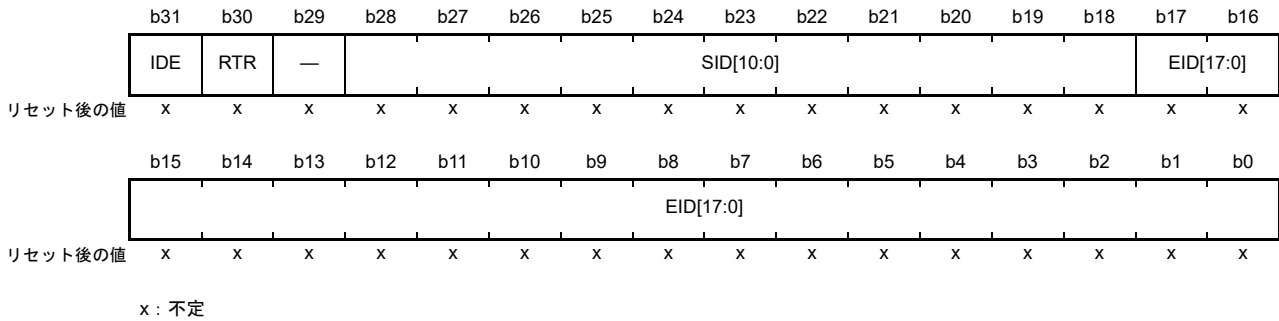 b31 b30 b29 b28 b27 b26 b25 b24 b23 b22 b21 b20 b19 b18 b17 b16
IDE RTR — SID[10:0] EID[17:0]
リセット後の値 x x x x x x x x x x x x x x x x
b15 b14 b13 b12 b11 b10 b9 b8 b7 b6 b5 b4 b3 b2 b1 b0
EID[17:0]
リセット後の値 x x x x x x x x x x x x x x x x
x：不定